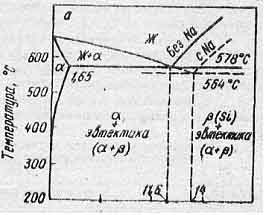 а
Ж
Без Na
с Na
600
Ж+α
578°C
α
1,65
564°C
500
400
α
+
эвтектика
(α+β)
β(Si)
+
эвтектика
(α+β)
300
200
11,6
14
Температура, °C